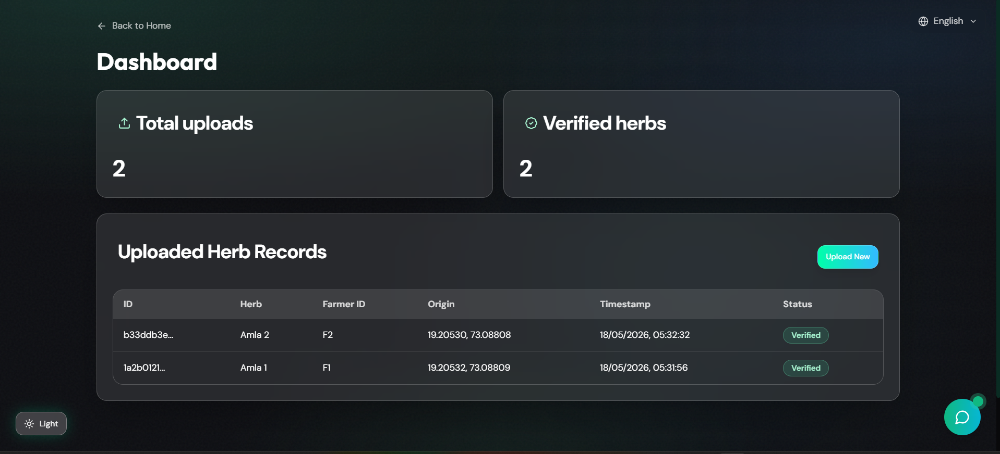 Back to Home
English
Dashboard
Total uploads
2
Verified herbs
2
Uploaded Herb Records
Upload New
ID Herb Farmer ID Origin Timestamp Status
b33ddb3e... Amla 2 F2 19.20530, 73.08808 18/05/2026, 05:32:32 Verified
1a2b0121... Amla 1 F1 19.20532, 73.08809 18/05/2026, 05:31:56 Verified
Light